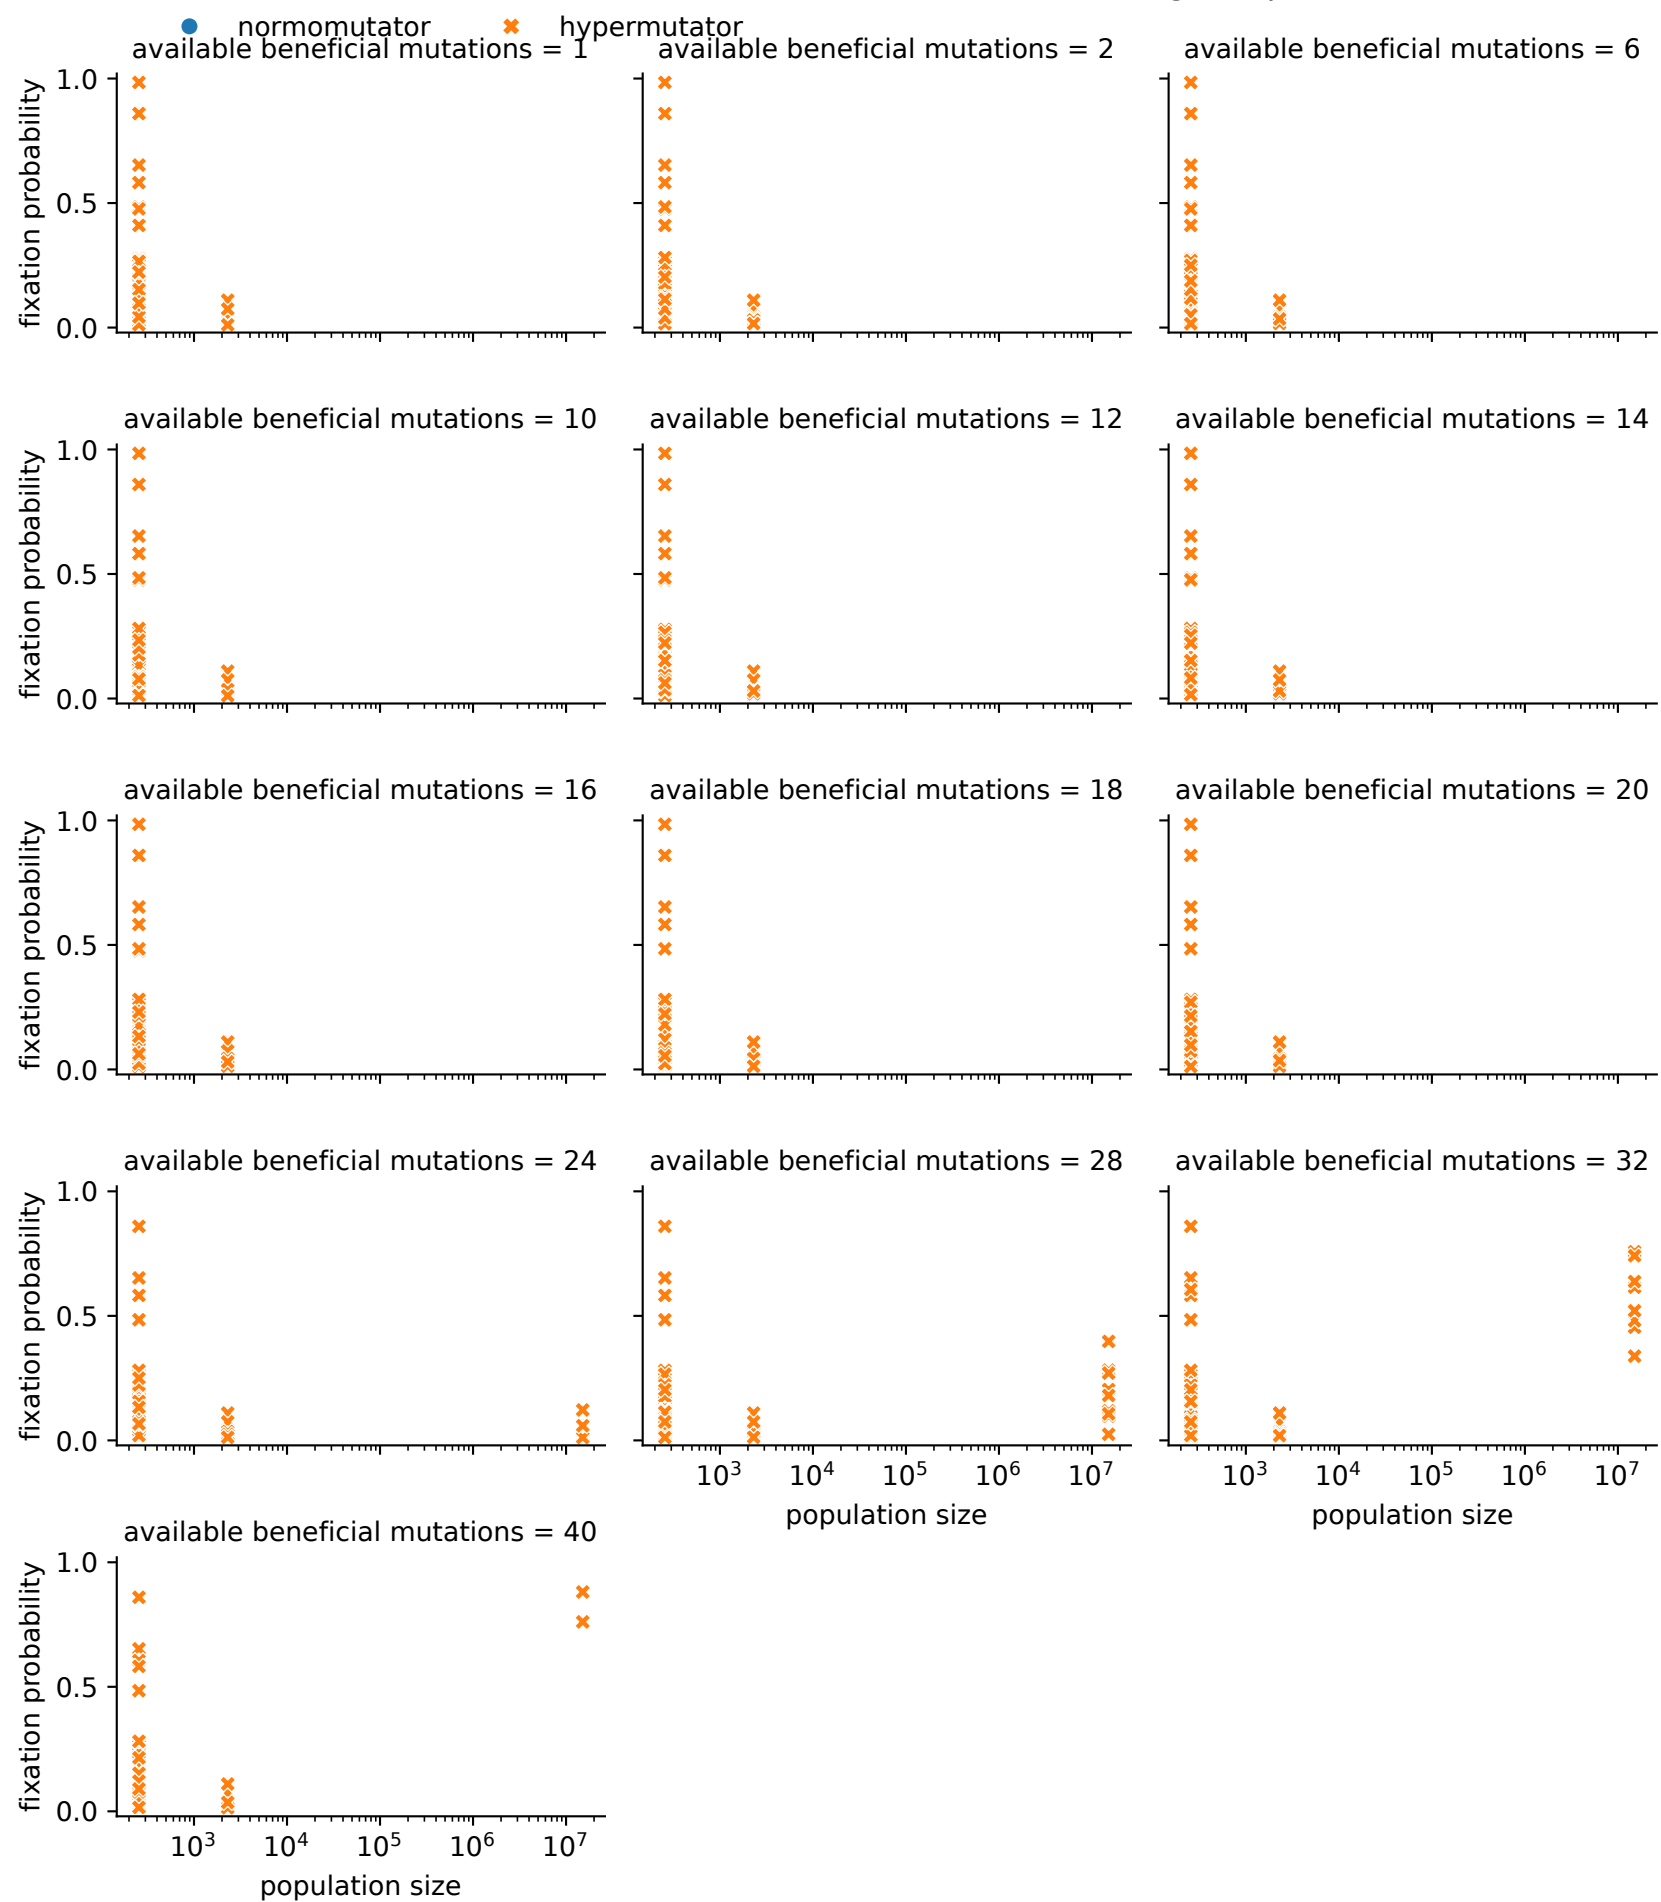 normomutator hypermutator
available beneficial mutations = 1 available beneficial mutations = 2 available beneficial mutations = 6
fixation probability
1.0
0.5
0.0
available beneficial mutations = 10 available beneficial mutations = 12 available beneficial mutations = 14
fixation probability
1.0
0.5
0.0
available beneficial mutations = 16 available beneficial mutations = 18 available beneficial mutations = 20
fixation probability
1.0
0.5
0.0
available beneficial mutations = 24 available beneficial mutations = 28 available beneficial mutations = 32
fixation probability
1.0
0.5
0.0
10³ 10⁴ 10⁵ 10⁶ 10⁷ 10³ 10⁴ 10⁵ 10⁶ 10⁷
population size population size
available beneficial mutations = 40
fixation probability
1.0
0.5
0.0
10³ 10⁴ 10⁵ 10⁶ 10⁷
population size